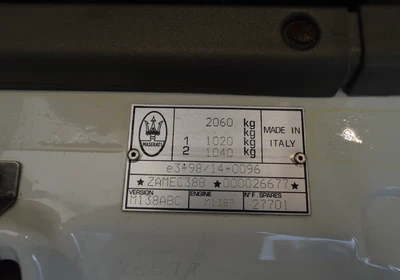 2060 kg
kg
1 1020 kg
2 1040 kg
MADE IN
ITALY
MASERATI
e3*98/14-0096
★ ZAMEC38B ★ 000026677 ★
VERSION ENGINE N°F. SPARES
M138ABC M138B 27701